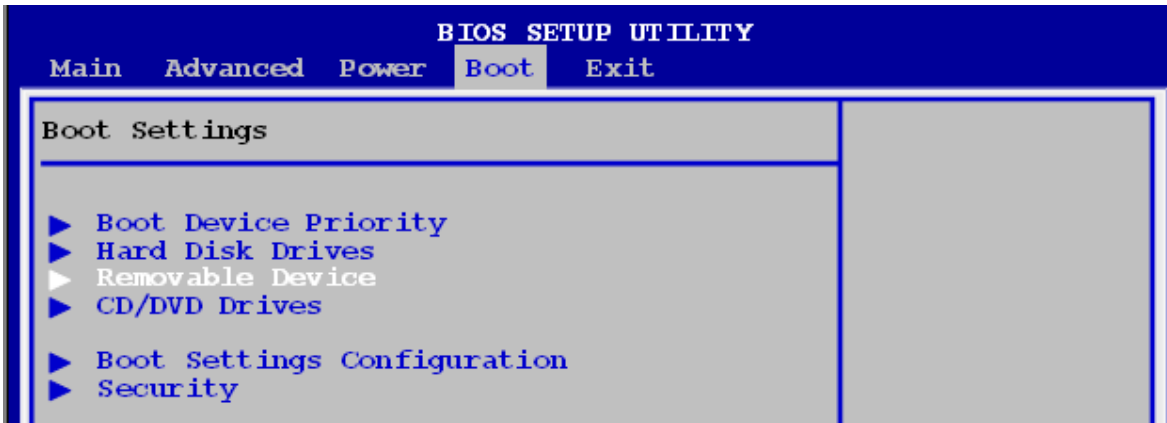 BIOS SETUP UTILITY
Main Advanced Power Boot Exit
Boot Settings
Boot Device Priority
Hard Disk Drives
Removable Device
CD/DVD Drives
Boot Settings Configuration
Security